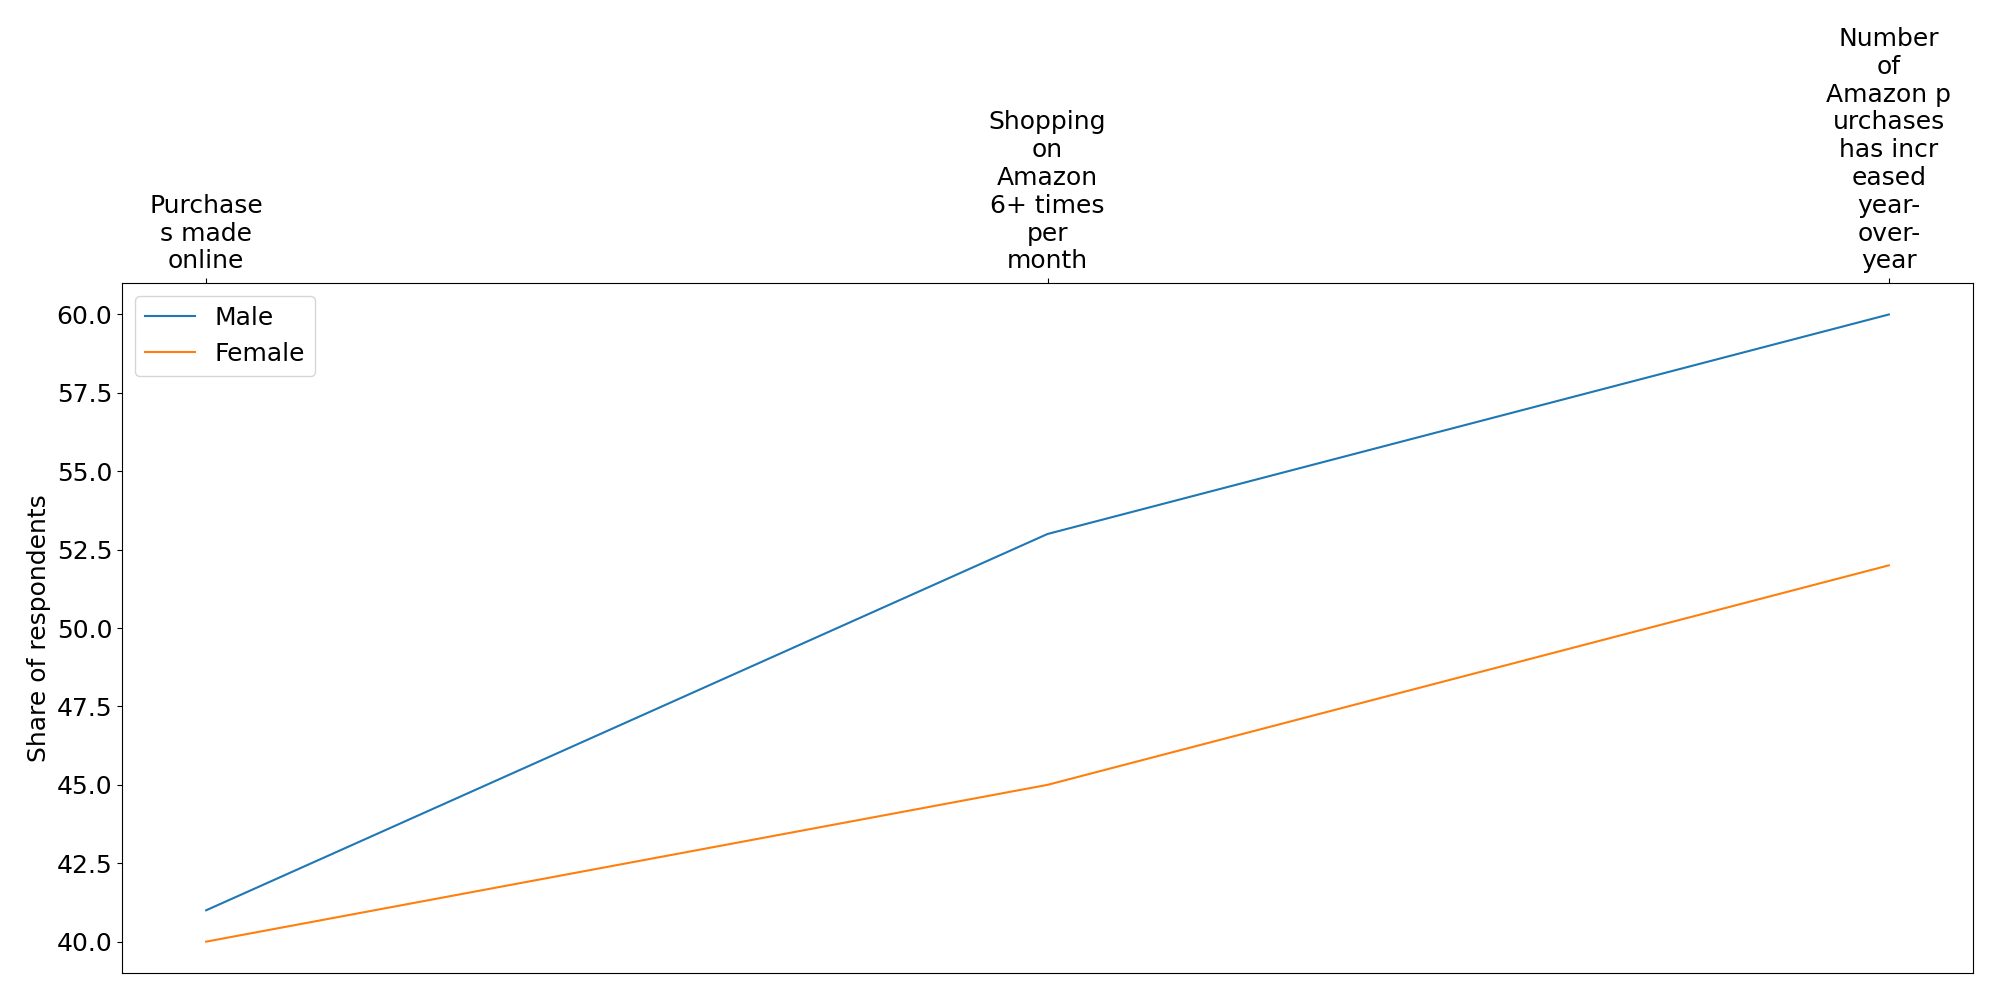 Purchase
s made
online
Shopping
on
Amazon
6+ times
per
month
Number
of
Amazon p
urchases
has incr
eased
year-
over-
year
Male
Female
60.0
57.5
55.0
52.5
50.0
47.5
45.0
42.5
40.0
Share of respondents